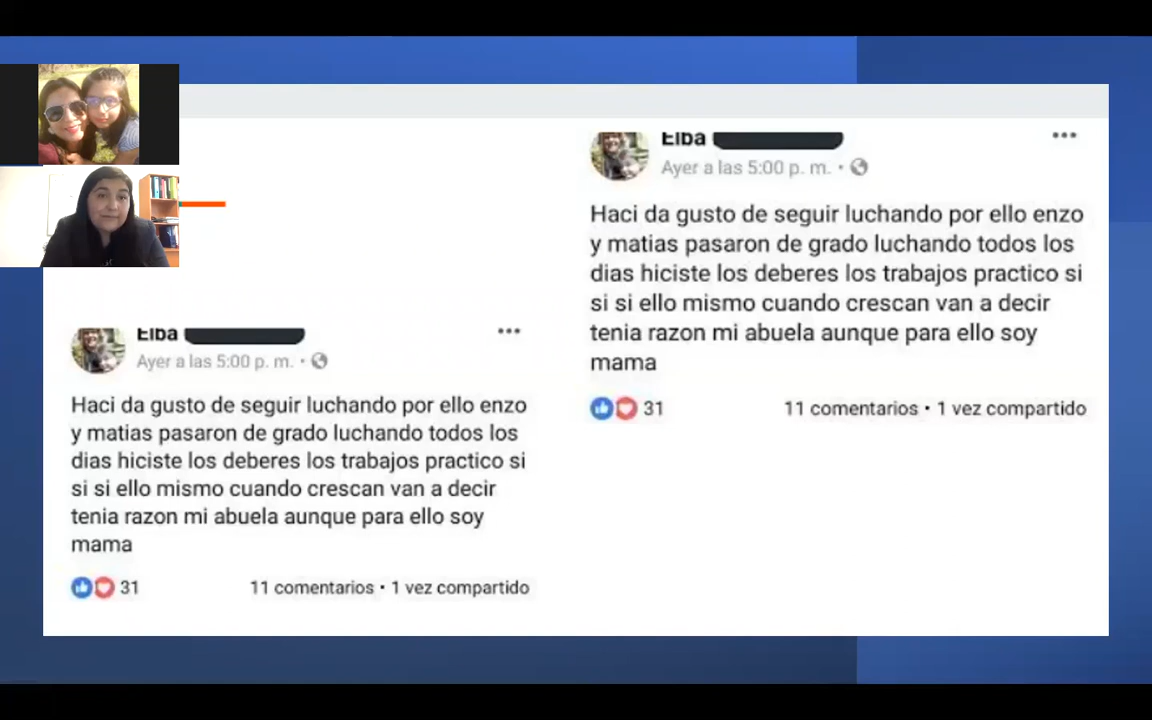 Elba
Ayer a las 5:00 p. m. ·
Haci da gusto de seguir luchando por ello enzo
y matias pasaron de grado luchando todos los
dias hiciste los deberes los trabajos practico si
si si ello mismo cuando crescan van a decir
tenia razon mi abuela aunque para ello soy
mama
31 11 comentarios • 1 vez compartido
Elba
Ayer a las 5:00 p. m. ·
Haci da gusto de seguir luchando por ello enzo
y matias pasaron de grado luchando todos los
dias hiciste los deberes los trabajos practico si
si si ello mismo cuando crescan van a decir
tenia razon mi abuela aunque para ello soy
mama
31 11 comentarios • 1 vez compartido